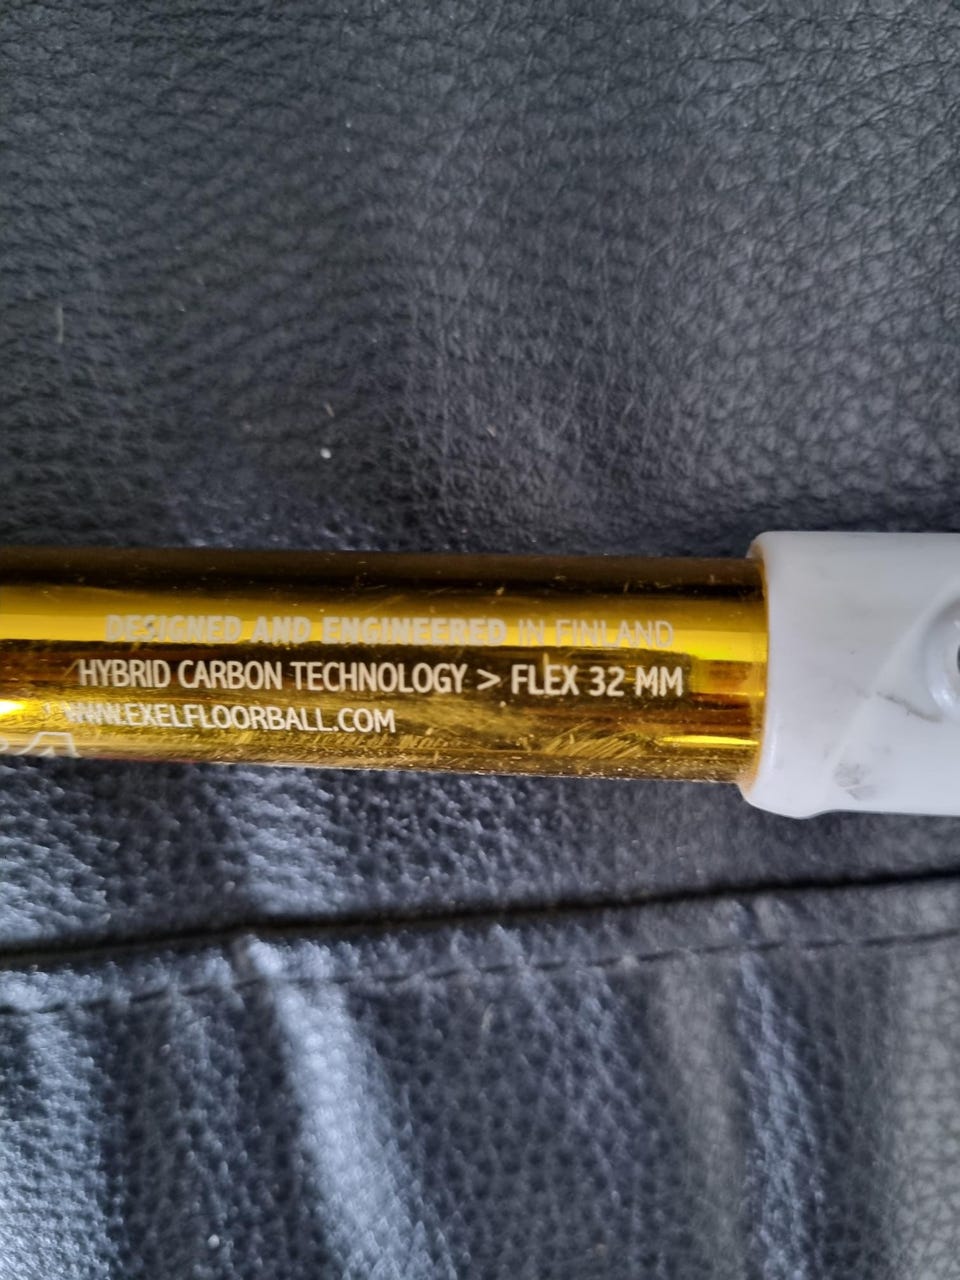 DESIGNED AND ENGINEERED IN FINLAND
HYBRID CARBON TECHNOLOGY > FLEX 32 MM
WWW.EXELFLOORBALL.COM